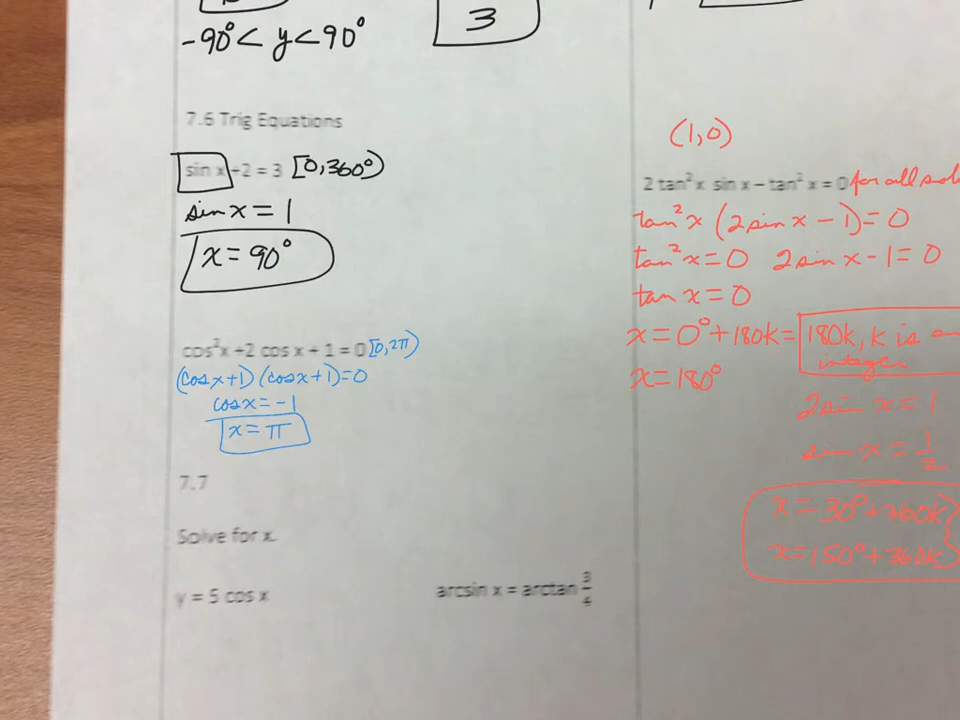 -90° < y < 90°
3
7.6 Trig Equations
sin x + 2 = 3 [0, 360°)
sin x = 1
x = 90°
cos²x + 2 cos x + 1 = 0 [0, 2π)
(cos x + 1)(cos x + 1) = 0
cos x = -1
x = π
7.7
Solve for x.
y = 5 cos x
arcsin x = arctan 3/4
(1,0)
2 tan²x sin x − tan²x = 0 for all
tan²x (2 sin x − 1) = 0
tan²x = 0 2 sin x − 1 = 0
tan x = 0
x = 0° + 180k = 180k, k is
integer
x = 180°
2 sin x = 1
sin x = 1/2
x = 30° + 360k
x = 150° + 360k